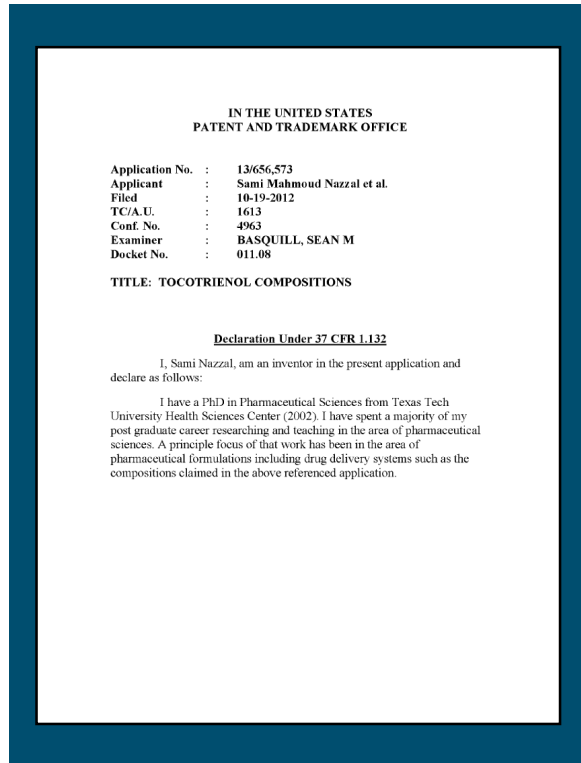 IN THE UNITED STATES
PATENT AND TRADEMARK OFFICE
Application No. : 13/656,573
Applicant : Sami Mahmoud Nazzal et al.
Filed : 10-19-2012
TC/A.U. : 1613
Conf. No. : 4963
Examiner : BASQUILL, SEAN M
Docket No. : 011.08
TITLE: TOCOTRIENOL COMPOSITIONS
Declaration Under 37 CFR 1.132
I, Sami Nazzal, am an inventor in the present application and
declare as follows:
I have a PhD in Pharmaceutical Sciences from Texas Tech
University Health Sciences Center (2002). I have spent a majority of my
post graduate career researching and teaching in the area of pharmaceutical
sciences. A principle focus of that work has been in the area of
pharmaceutical formulations including drug delivery systems such as the
compositions claimed in the above referenced application.